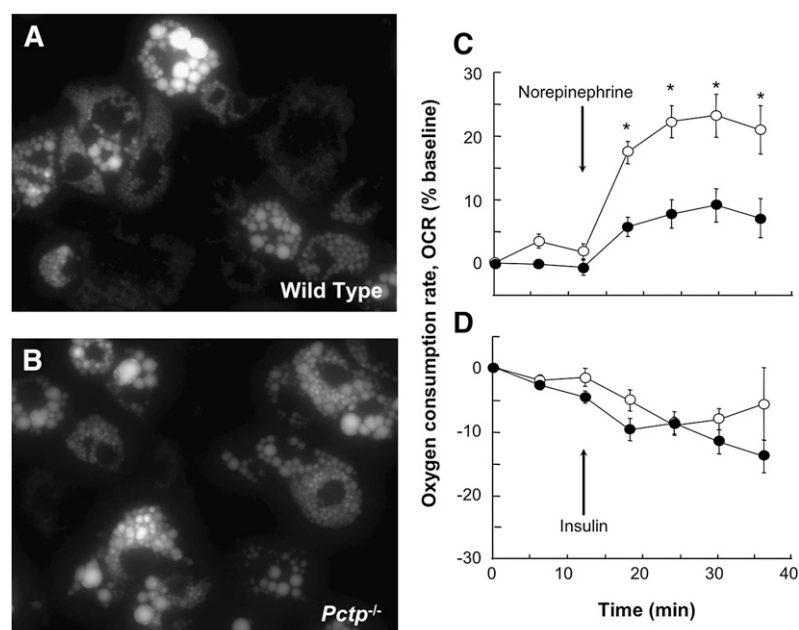 A
Wild Type
B
Pctp-/-
C
Oxygen consumption rate, OCR (% baseline)
30
20
10
0
Norepinephrine
* * * *
D
0
-10
-20
-30
Insulin
0 10 20 30 40
Time (min)